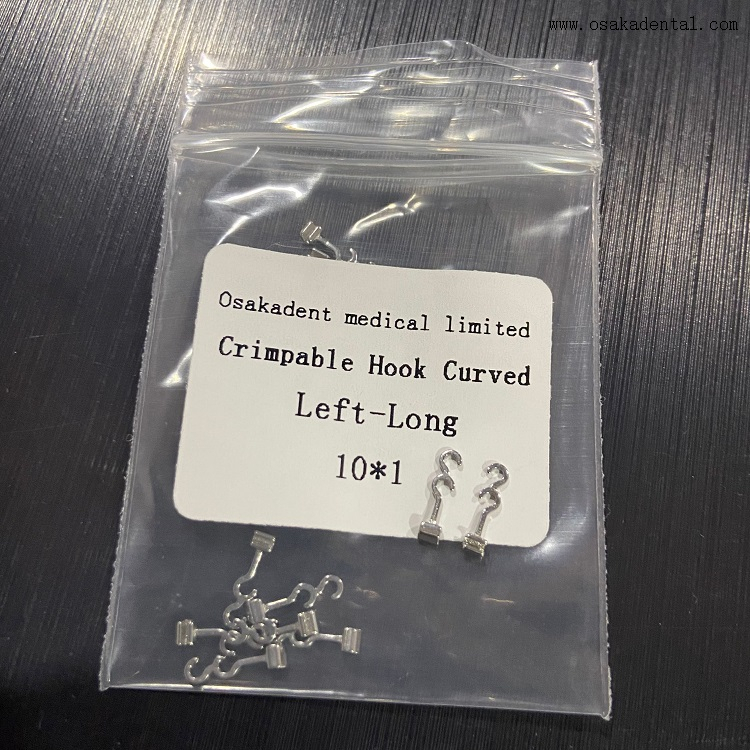 www.osakadental.com
Osakadent medical limited
Crimpable Hook Curved
Left-Long
10*1